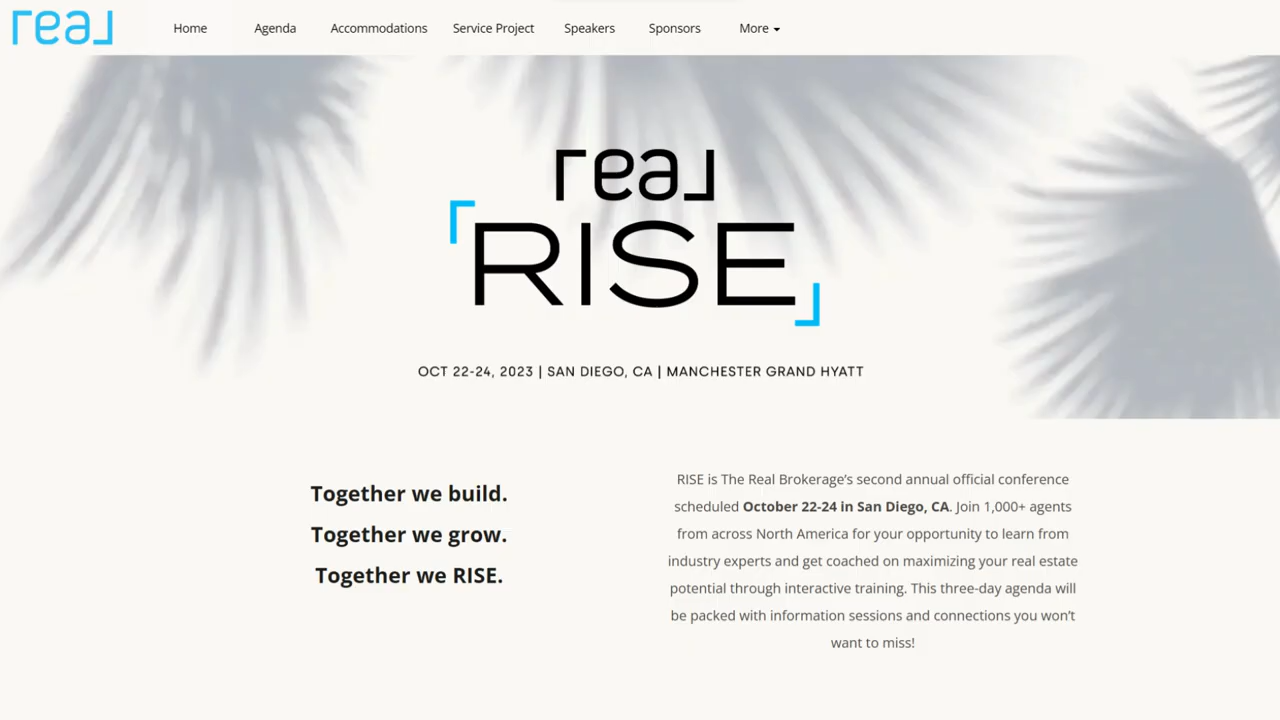 real
Home Agenda Accommodations Service Project Speakers Sponsors More
real
RISE
OCT 22-24, 2023 | SAN DIEGO, CA | MANCHESTER GRAND HYATT
Together we build.
Together we grow.
Together we RISE.
RISE is The Real Brokerage’s second annual official conference
scheduled October 22-24 in San Diego, CA. Join 1,000+ agents
from across North America for your opportunity to learn from
industry experts and get coached on maximizing your real estate
potential through interactive training. This three-day agenda will
be packed with information sessions and connections you won’t
want to miss!